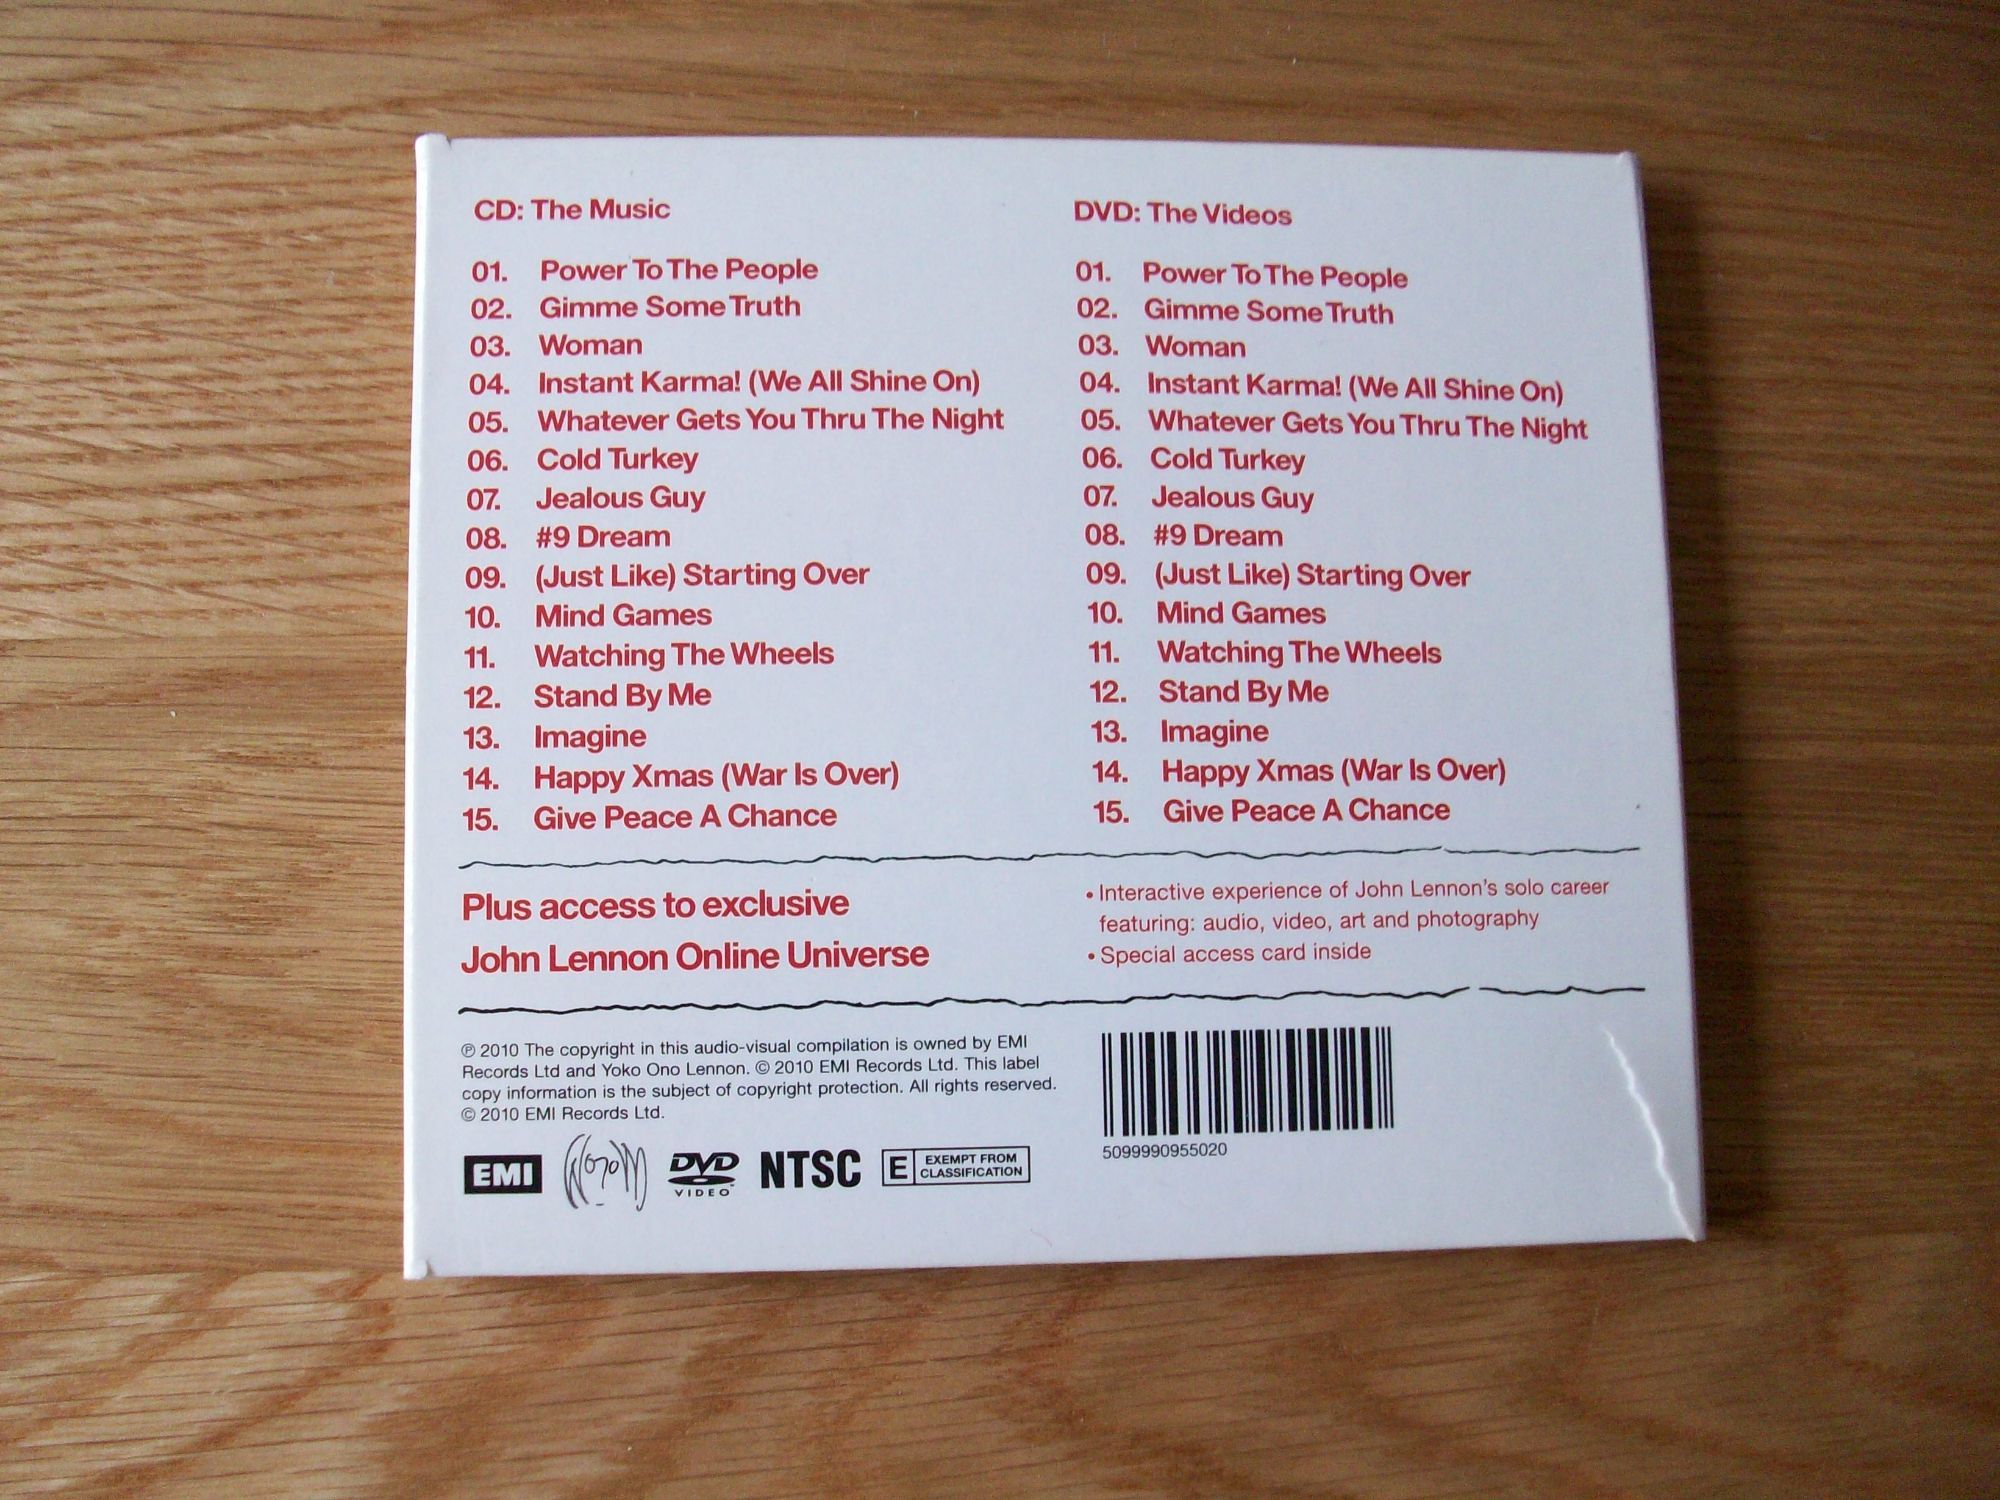 CD: The Music
01. Power To The People
02. Gimme Some Truth
03. Woman
04. Instant Karma! (We All Shine On)
05. Whatever Gets You Thru The Night
06. Cold Turkey
07. Jealous Guy
08. #9 Dream
09. (Just Like) Starting Over
10. Mind Games
11. Watching The Wheels
12. Stand By Me
13. Imagine
14. Happy Xmas (War Is Over)
15. Give Peace A Chance
DVD: The Videos
01. Power To The People
02. Gimme Some Truth
03. Woman
04. Instant Karma! (We All Shine On)
05. Whatever Gets You Thru The Night
06. Cold Turkey
07. Jealous Guy
08. #9 Dream
09. (Just Like) Starting Over
10. Mind Games
11. Watching The Wheels
12. Stand By Me
13. Imagine
14. Happy Xmas (War Is Over)
15. Give Peace A Chance
Plus access to exclusive
John Lennon Online Universe
• Interactive experience of John Lennon's solo career
featuring: audio, video, art and photography
• Special access card inside
℗ 2010 The copyright in this audio-visual compilation is owned by EMI
Records Ltd and Yoko Ono Lennon. © 2010 EMI Records Ltd. This label
copy information is the subject of copyright protection. All rights reserved.
© 2010 EMI Records Ltd.
EMI
DVD
VIDEO™
NTSC
E EXEMPT FROM
CLASSIFICATION
5099990955020